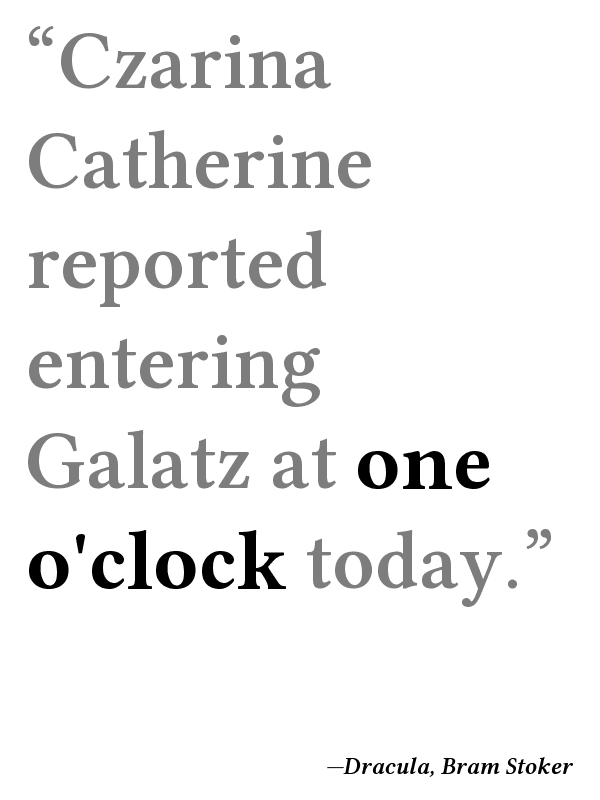 “Czarina
Catherine
reported
entering
Galatz at one
o'clock today.”
—Dracula, Bram Stoker